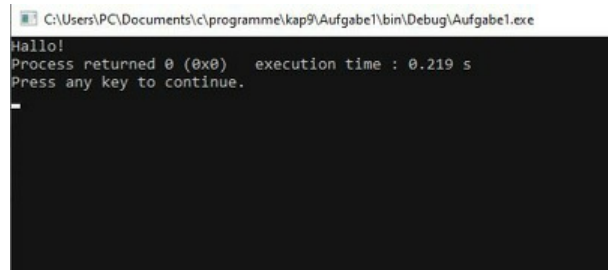 C:\Users\PC\Documents\c\programme\kap9\Aufgabe1\bin\Debug\Aufgabe1.exe
Hallo!
Process returned 0 (0x0)   execution time : 0.219 s
Press any key to continue.